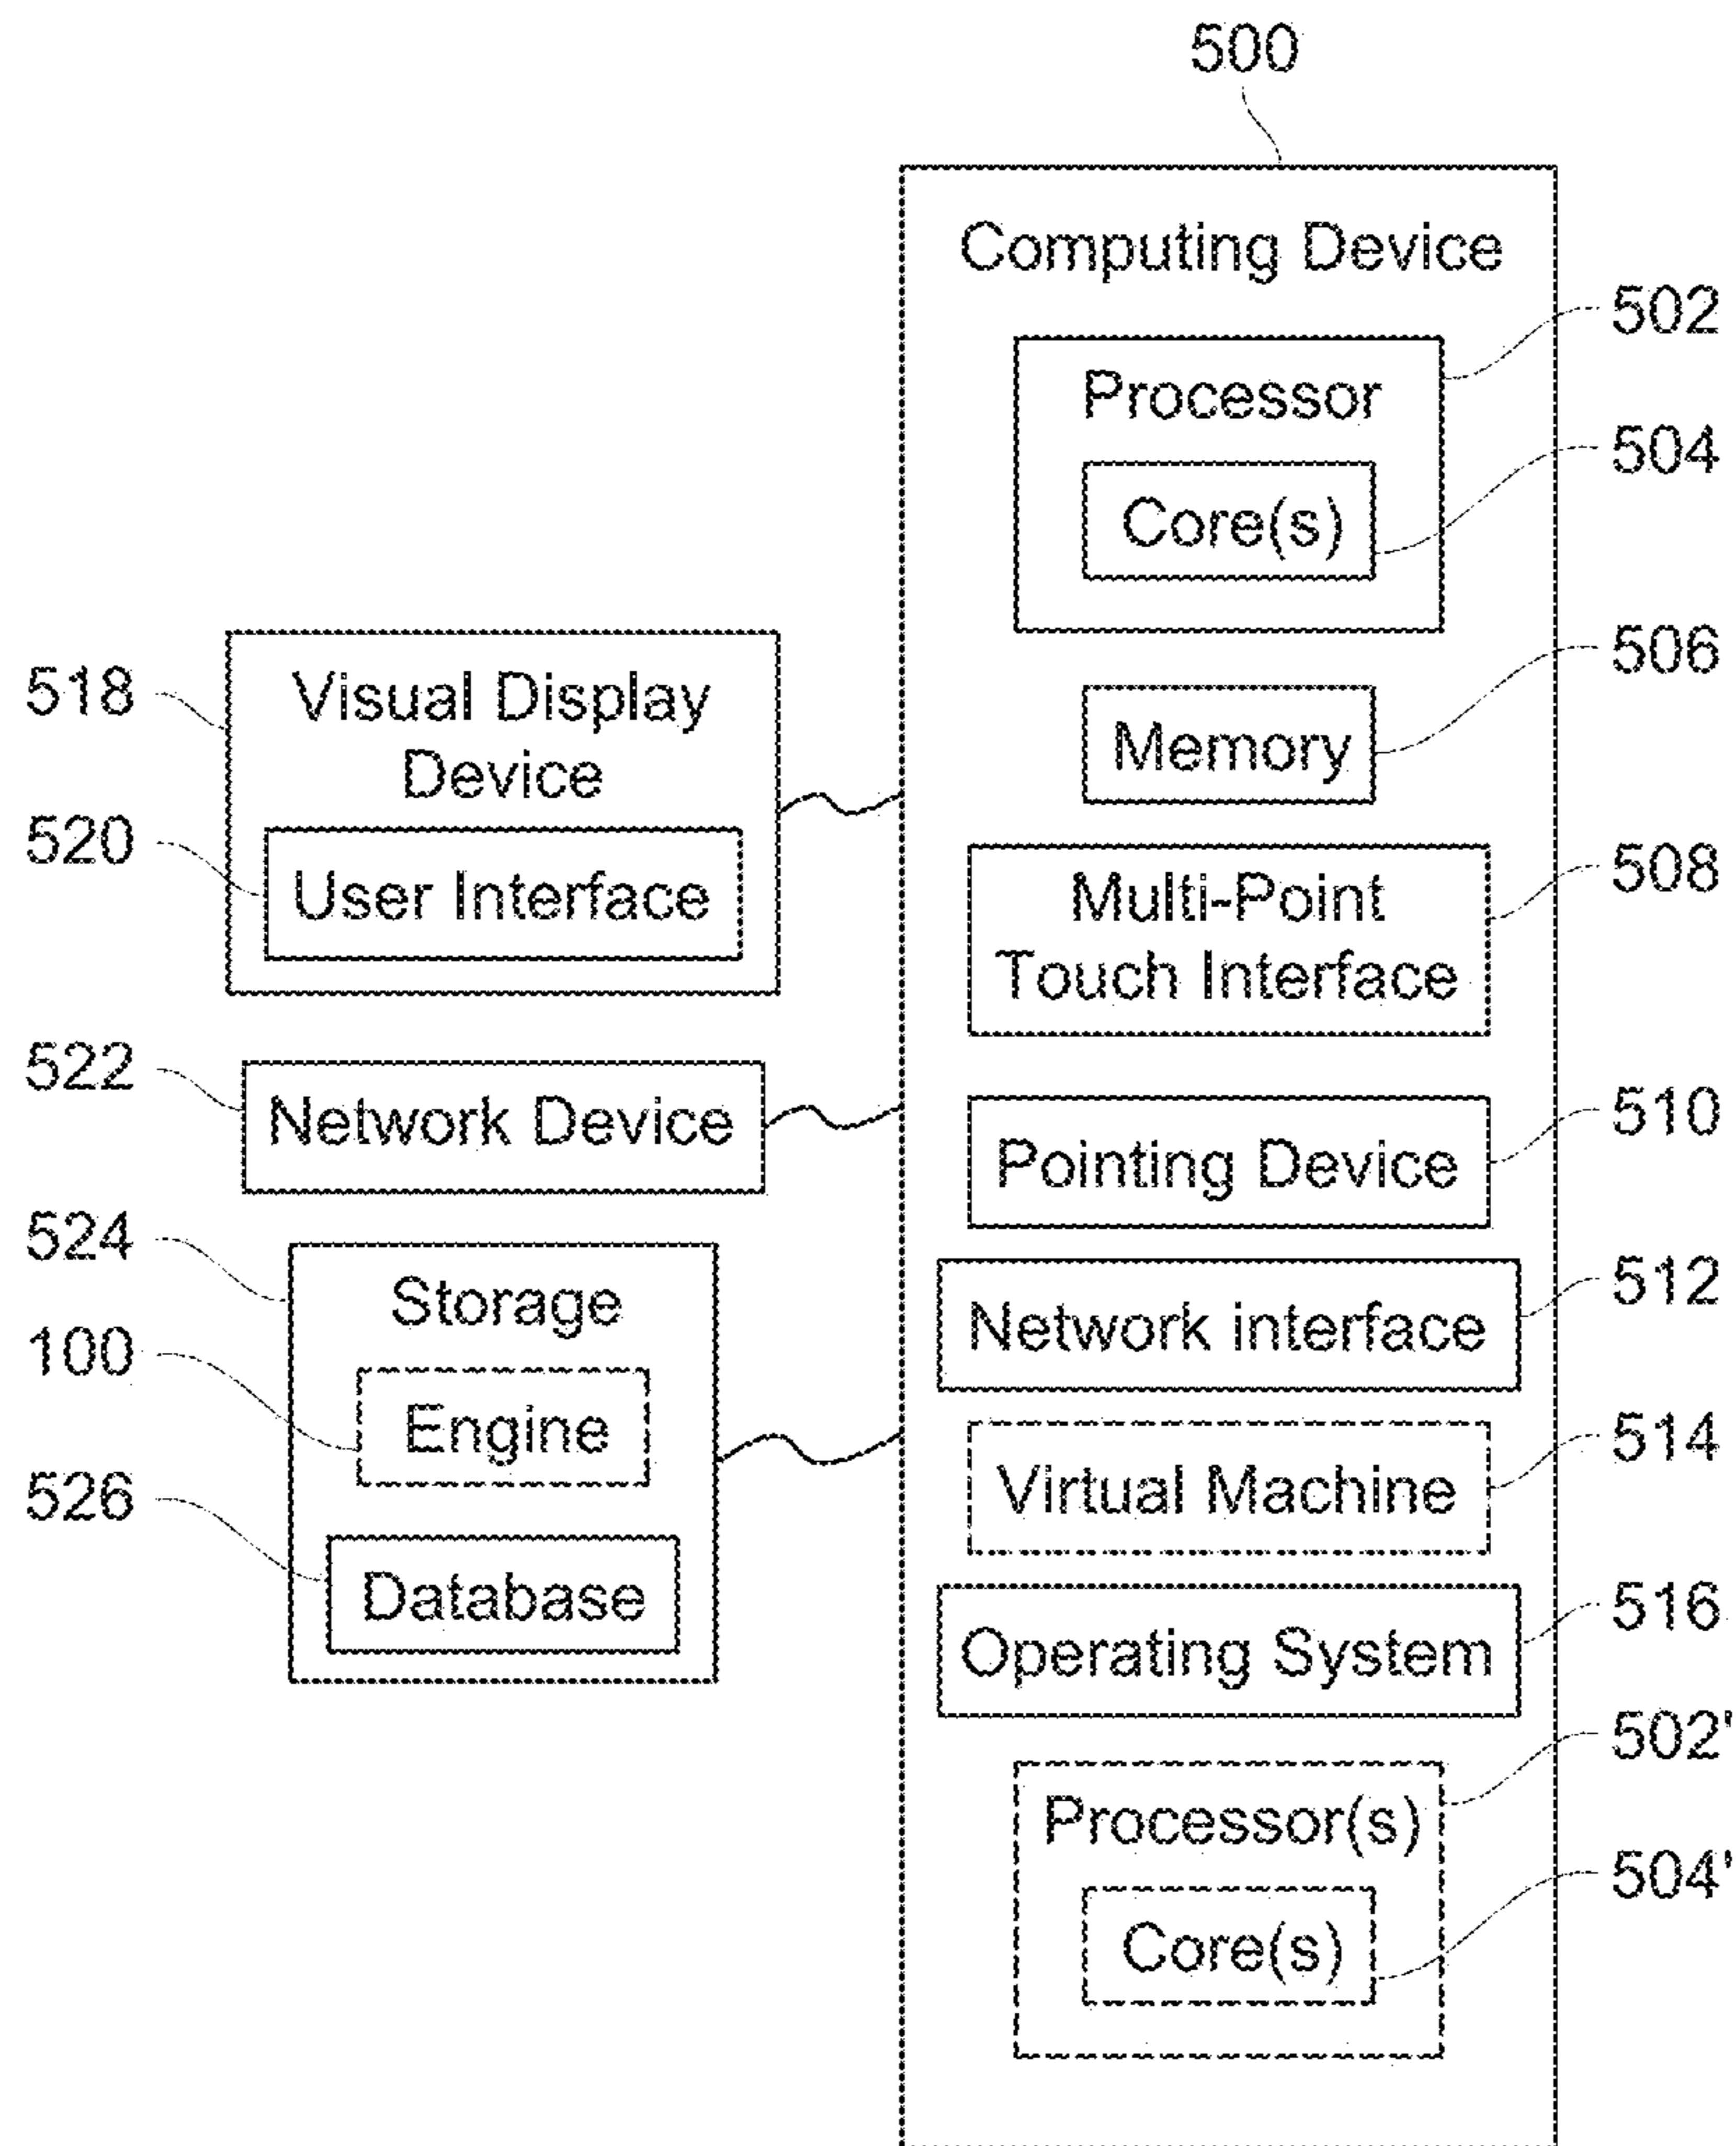 500
Computing Device
502
Processor
504
Core(s)
506
Memory
508
Multi-Point
Touch Interface
510
Pointing Device
512
Network interface
514
Virtual Machine
516
Operating System
502'
Processor(s)
504'
Core(s)
518
Visual Display
Device
520
User Interface
522
Network Device
524
Storage
100
Engine
526
Database